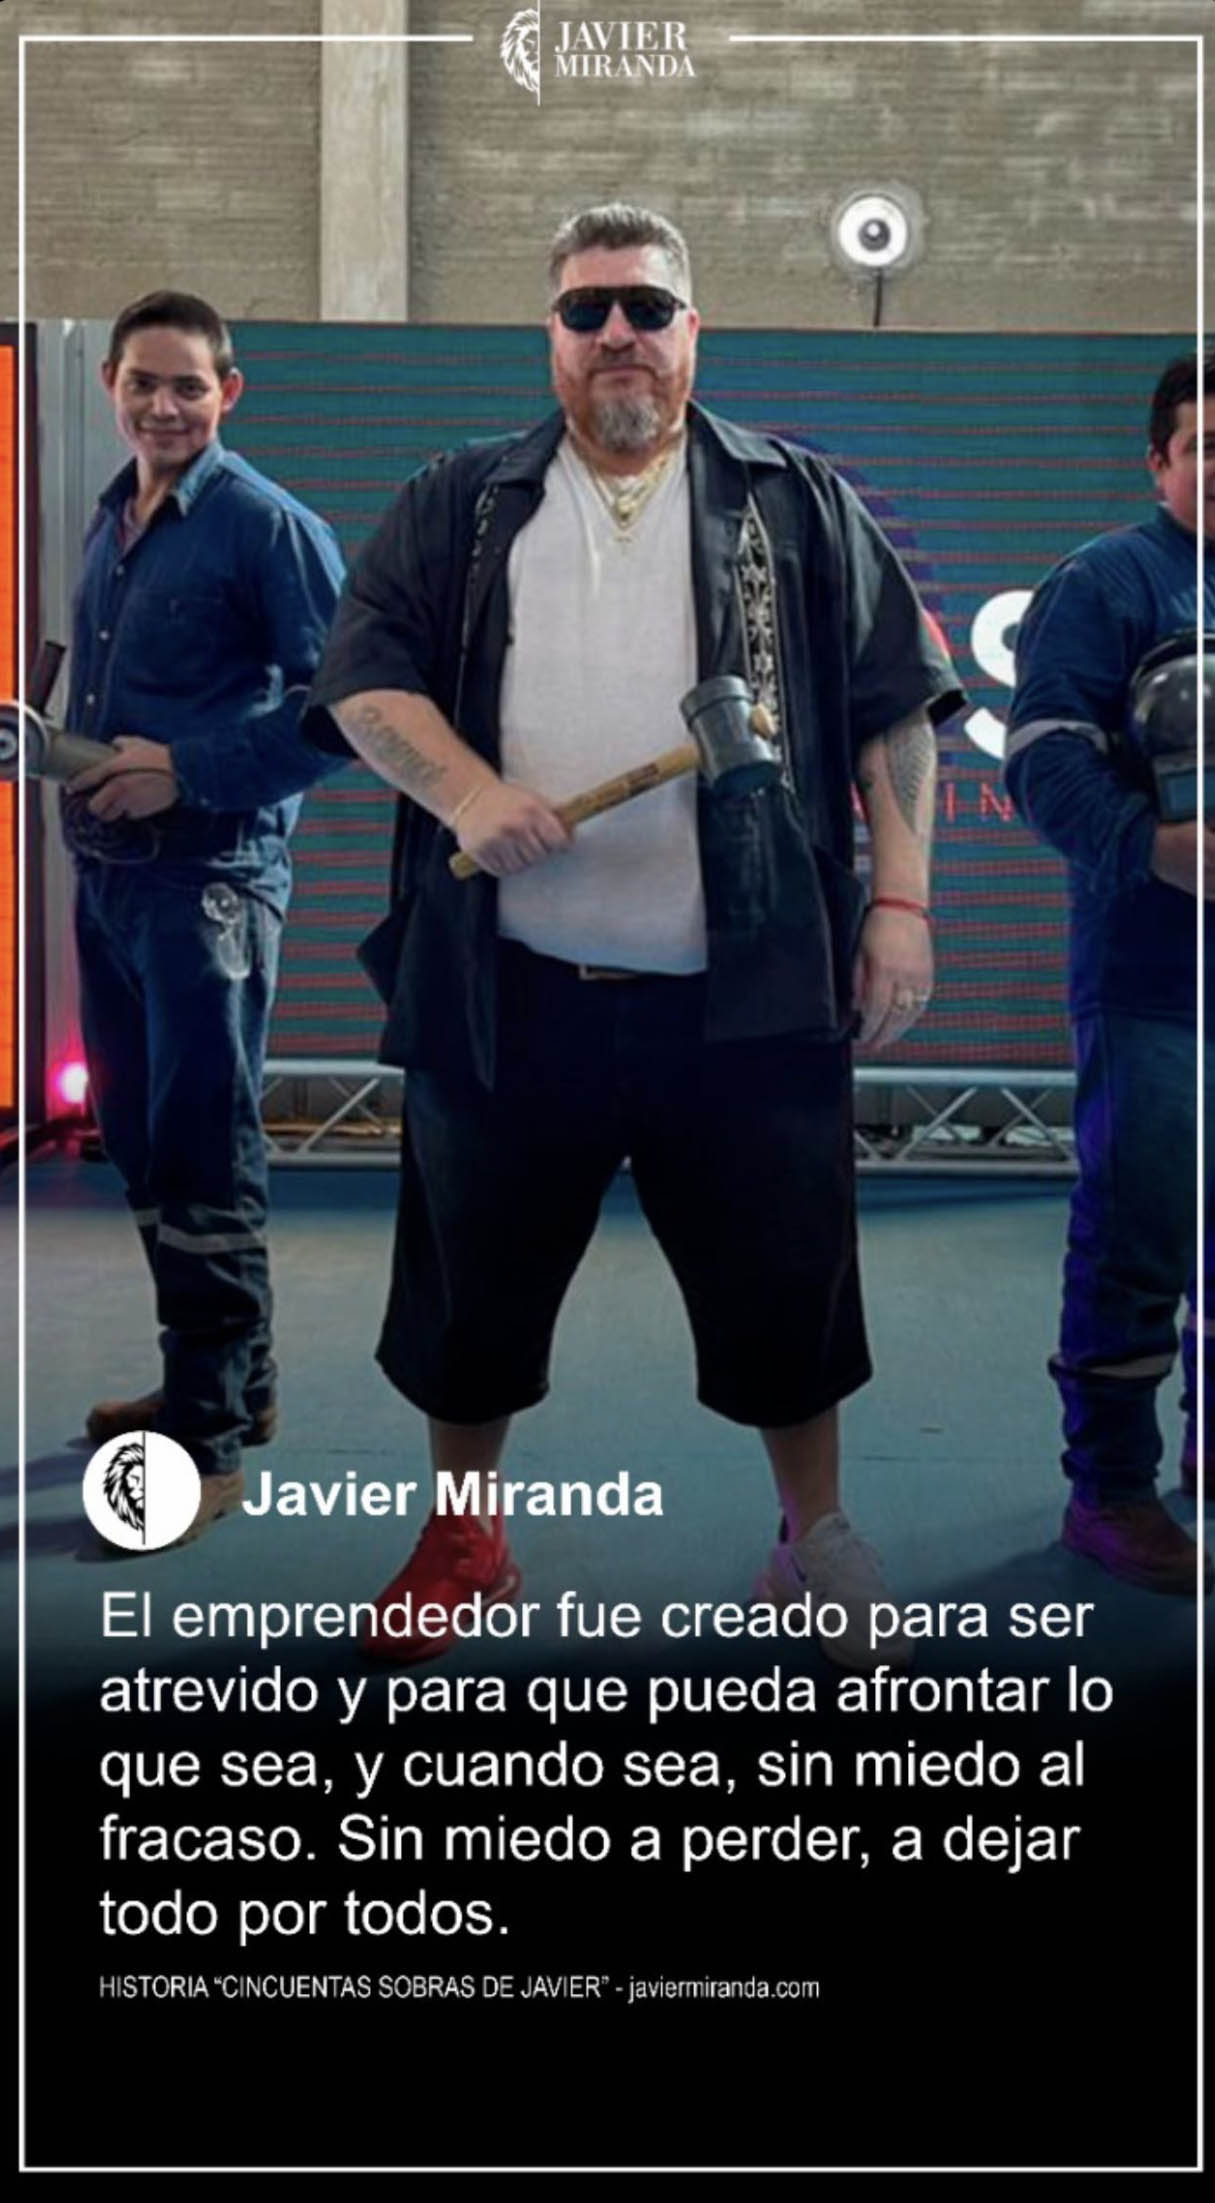 JAVIER
MIRANDA
S
IN
Javier Miranda
El emprendedor fue creado para ser
atrevido y para que pueda afrontar lo
que sea, y cuando sea, sin miedo al
fracaso. Sin miedo a perder, a dejar
todo por todos.
HISTORIA “CINCUENTAS SOBRAS DE JAVIER” - javiermiranda.com